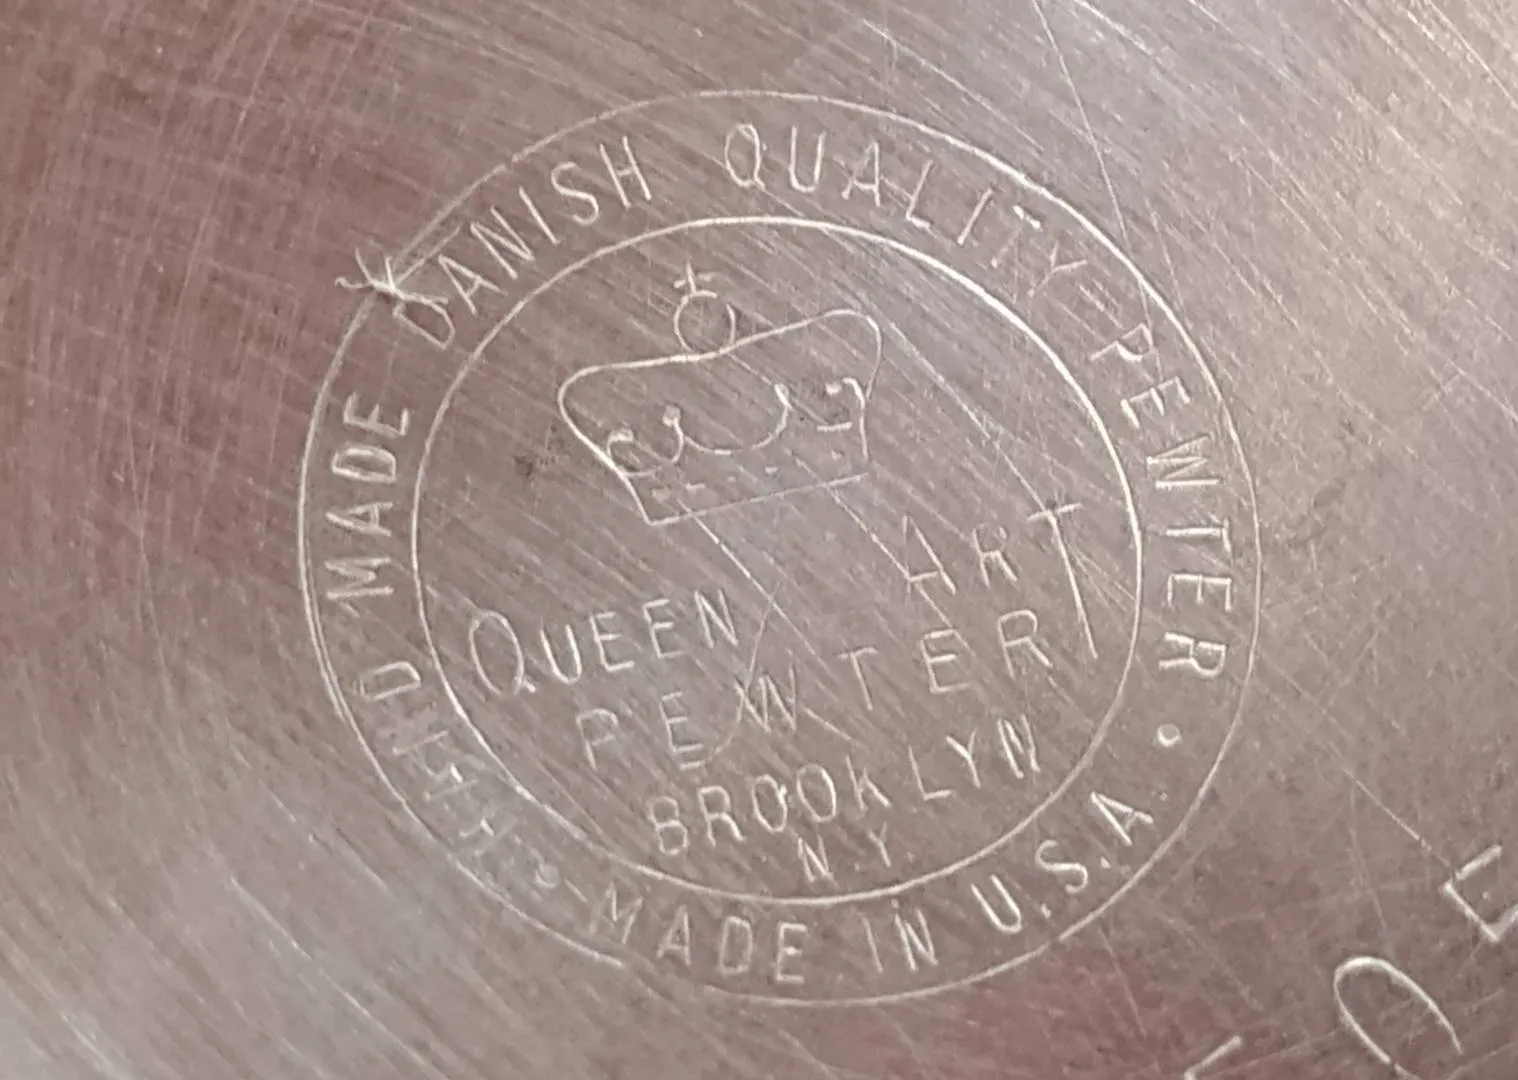 HAND MADE DANISH QUALITY-PEWTER • MADE IN U.S.A
QUEEN ART
PEWTER
BROOKLYN
N.Y.